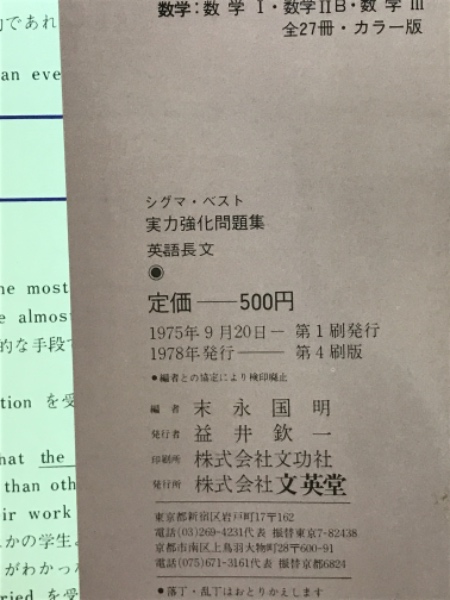 数学：数学Ⅰ・数学ⅡB・数学Ⅲ
全27冊・カラー版
シグマ・ベスト
実力強化問題集
英語長文
◉
定価——500円
1975年9月20日— 第1刷発行
1978年発行—— 第4刷版
●編者との協定により検印廃止
編者 末永国明
発行者 益井欽一
印刷所 株式会社文功社
発行所 株式会社文英堂
東京都新宿区岩戸町17〒162
電話(03)269-4231代表 振替東京7-82438
京都市南区上鳥羽大物町28〒600-91
電話(075)671-3161代表 振替京都6824
●落丁・乱丁はおとりかえします
であれ
an eve
he most
e almos
的な手段で
tion を受
hat the
than oth
ir work
かの学生
がわかっ
ried を受